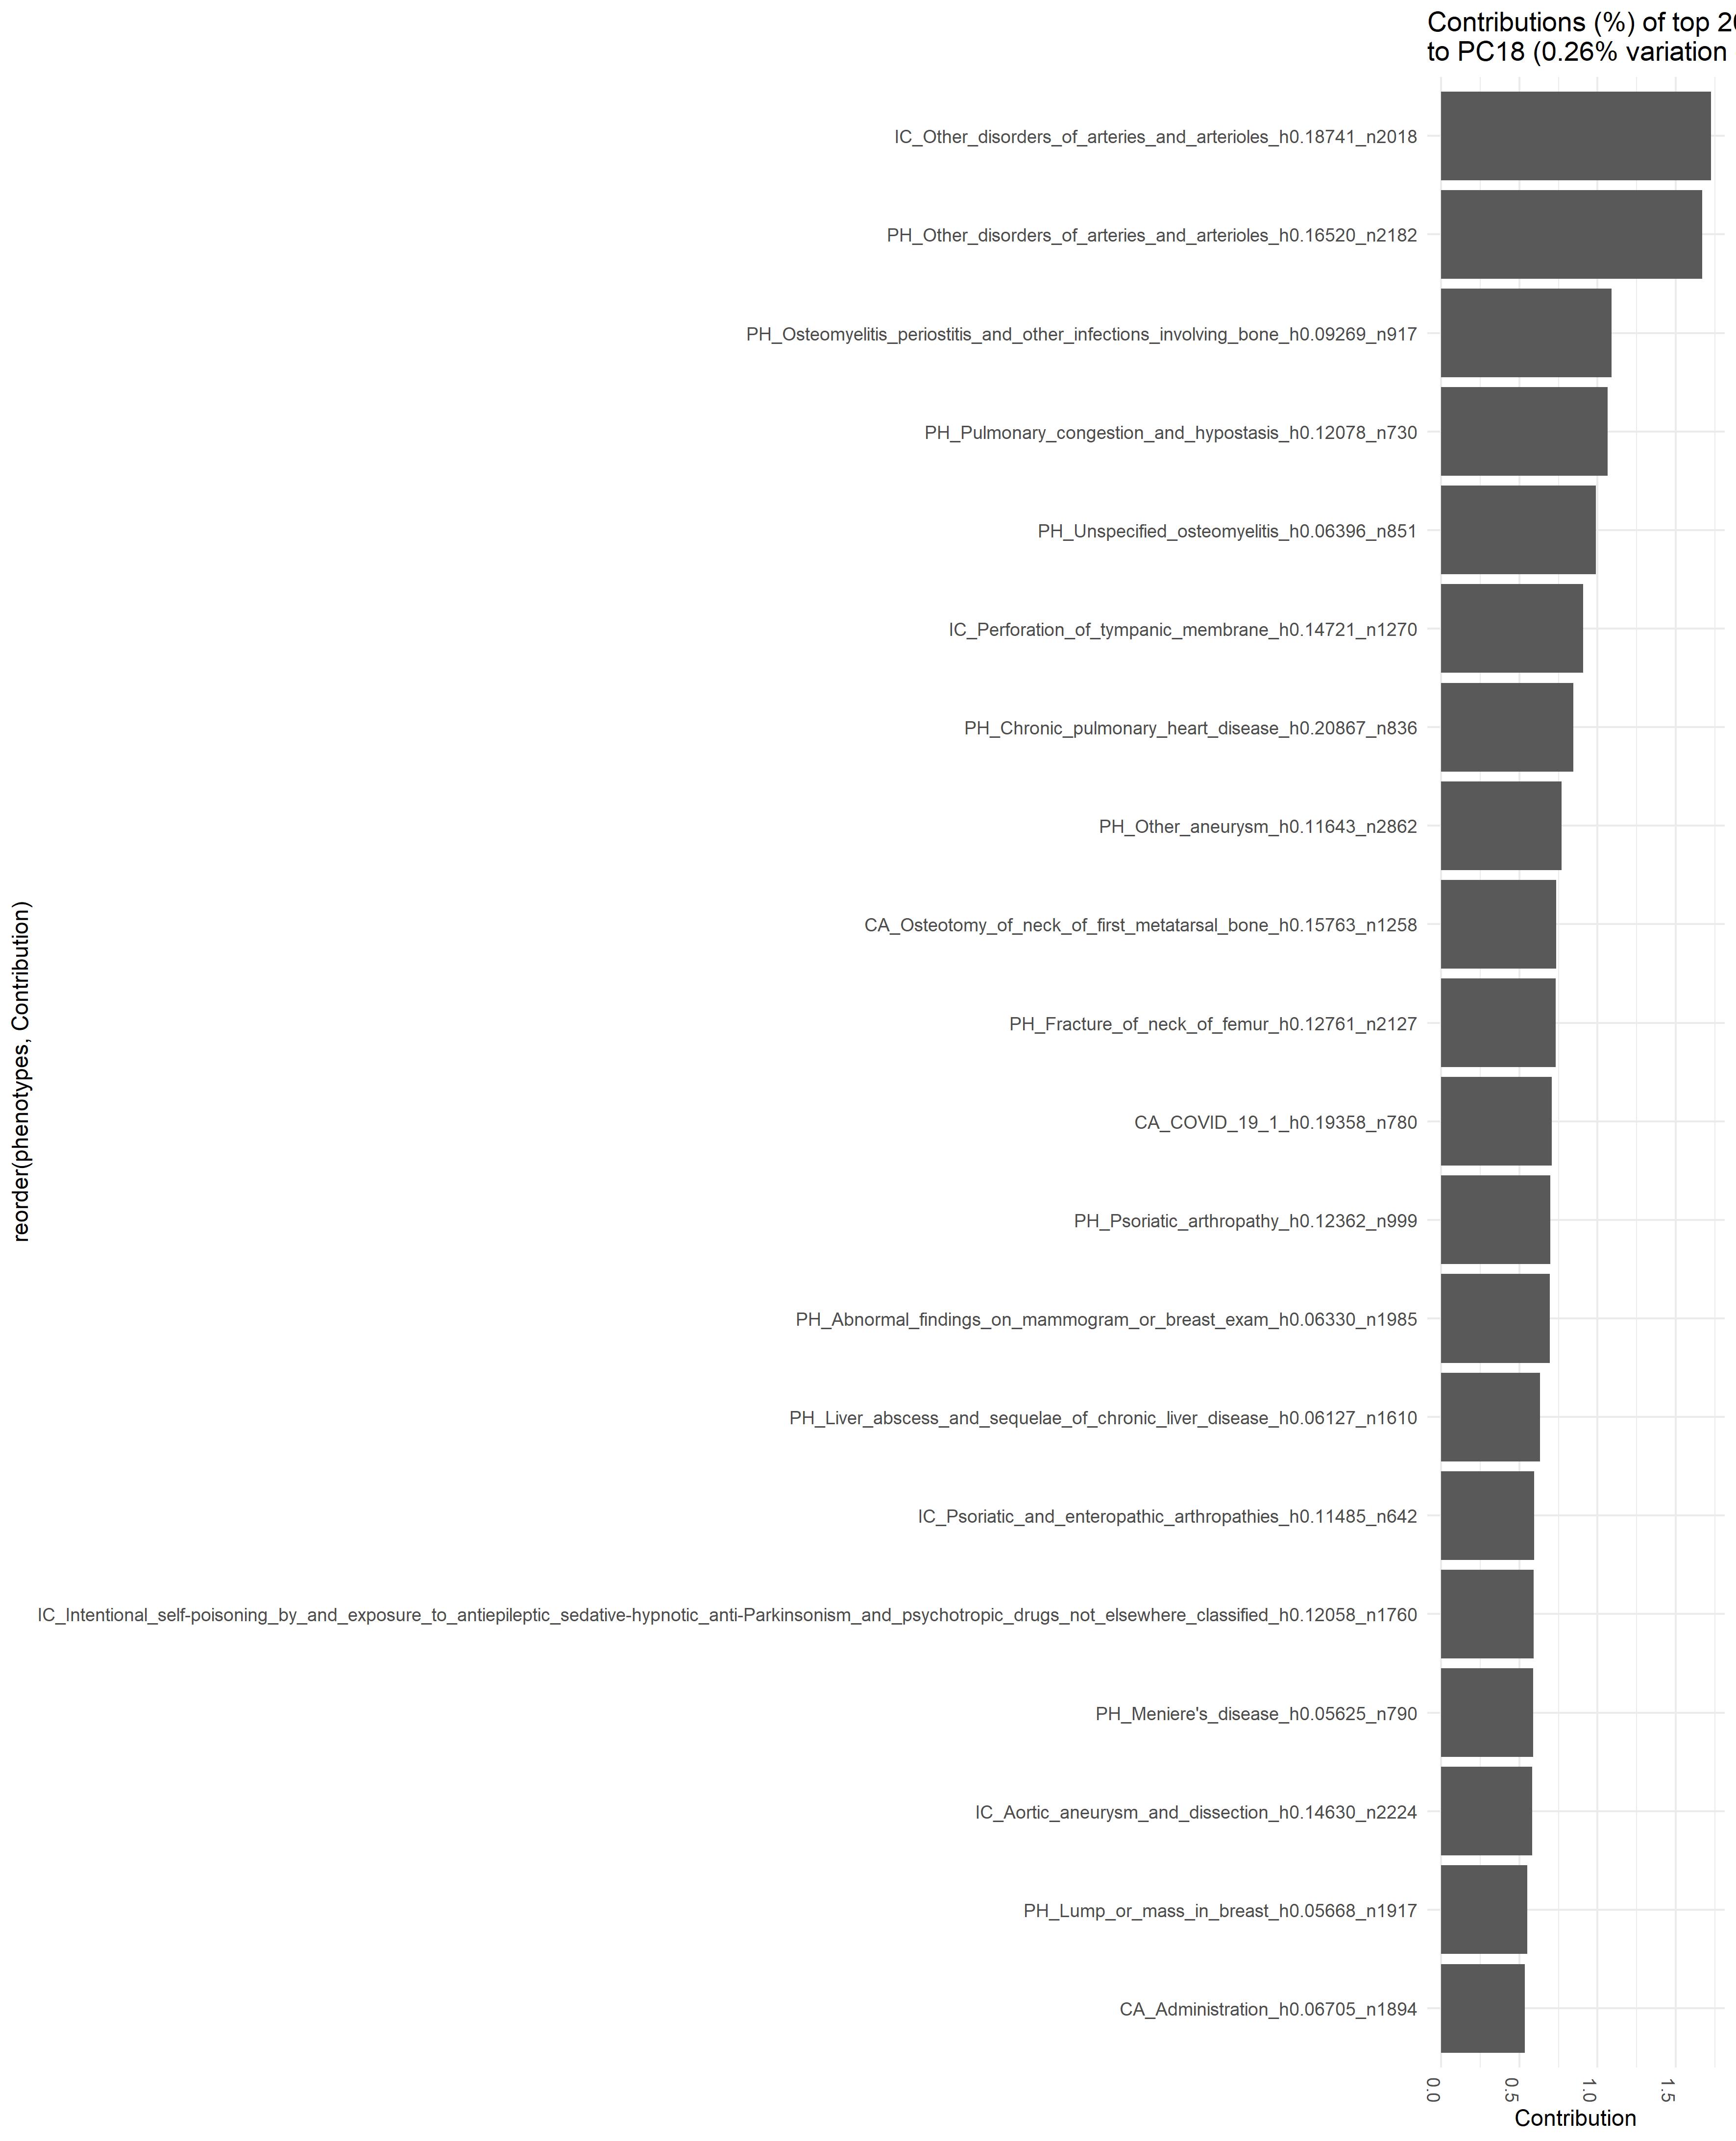 Contributions (%) of top 20
to PC18 (0.26% variation
IC_Other_disorders_of_arteries_and_arterioles_h0.18741_n2018
PH_Other_disorders_of_arteries_and_arterioles_h0.16520_n2182
PH_Osteomyelitis_periostitis_and_other_infections_involving_bone_h0.09269_n917
PH_Pulmonary_congestion_and_hypostasis_h0.12078_n730
PH_Unspecified_osteomyelitis_h0.06396_n851
IC_Perforation_of_tympanic_membrane_h0.14721_n1270
PH_Chronic_pulmonary_heart_disease_h0.20867_n836
PH_Other_aneurysm_h0.11643_n2862
CA_Osteotomy_of_neck_of_first_metatarsal_bone_h0.15763_n1258
PH_Fracture_of_neck_of_femur_h0.12761_n2127
CA_COVID_19_1_h0.19358_n780
PH_Psoriatic_arthropathy_h0.12362_n999
PH_Abnormal_findings_on_mammogram_or_breast_exam_h0.06330_n1985
PH_Liver_abscess_and_sequelae_of_chronic_liver_disease_h0.06127_n1610
IC_Psoriatic_and_enteropathic_arthropathies_h0.11485_n642
IC_Intentional_self-poisoning_by_and_exposure_to_antiepileptic_sedative-hypnotic_anti-Parkinsonism_and_psychotropic_drugs_not_elsewhere_classified_h0.12058_n1760
PH_Meniere's_disease_h0.05625_n790
IC_Aortic_aneurysm_and_dissection_h0.14630_n2224
PH_Lump_or_mass_in_breast_h0.05668_n1917
CA_Administration_h0.06705_n1894
reorder(phenotypes, Contribution)
0.0 0.5 1.0 1.5
Contribution